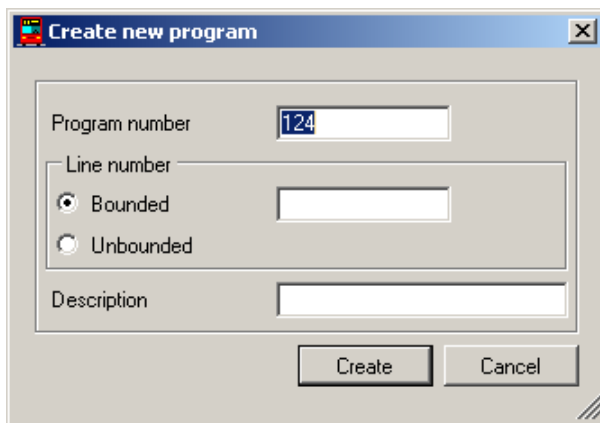 Create new program
Program number 124
Line number
Bounded
Unbounded
Description
Create Cancel